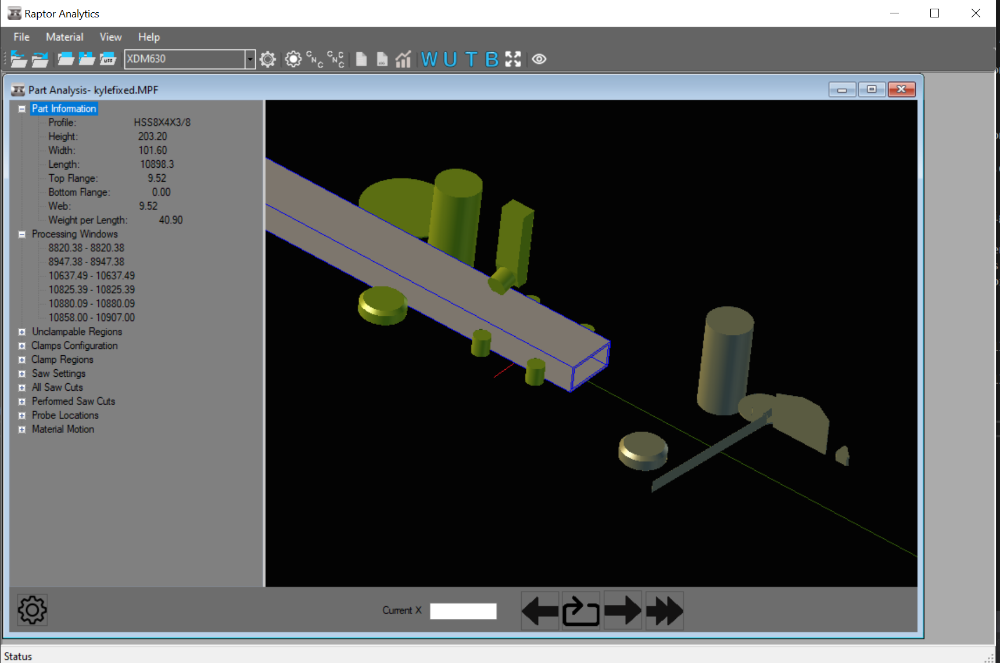 Raptor Analytics
File Material View Help
UFF XDM630 CNC CNCC W U T B
Part Analysis- kylefixed.MPF
Part Information
Profile: HSS8X4X3/8
Height: 203.20
Width: 101.60
Length: 10898.3
Top Flange: 9.52
Bottom Flange: 0.00
Web: 9.52
Weight per Length: 40.90
Processing Windows
8820.38 - 8820.38
8947.38 - 8947.38
10637.49 - 10637.49
10825.39 - 10825.39
10880.09 - 10880.09
10858.00 - 10907.00
Unclampable Regions
Clamps Configuration
Clamp Regions
Saw Settings
All Saw Cuts
Performed Saw Cuts
Probe Locations
Material Motion
Current X
Status